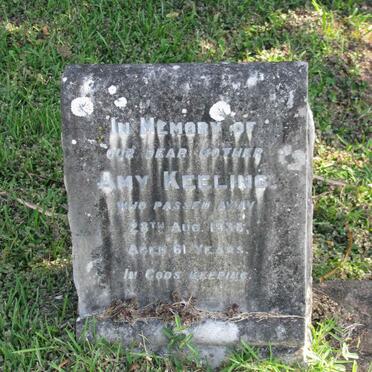 In Memory of
our dear mother
Amy Keeling
who passed away
28th Aug. 1936,
Aged 61 Years.
In Gods keeping.